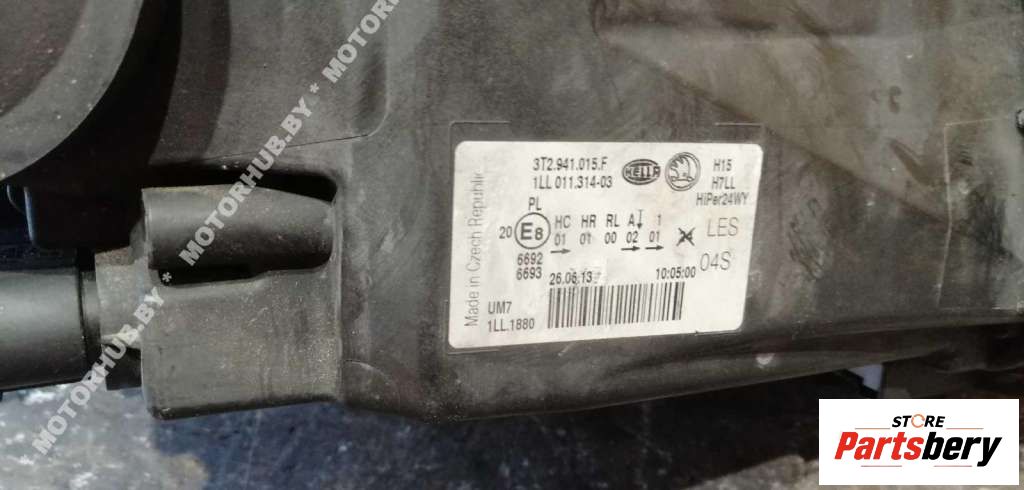 MOTORHUB.BY * MOTORHUB.BY * MOTORHUB.BY * MOTOR
3T2.941.015.F
1LL 011.314-03
HELLA
H15
H7LL
HiPer24WY
PL
20 E8
HC HR RL A 1
01 01 00 02 01
24
LES
04S
6692
6693
26.06.13
10:05:00
UM7
1LL.1880
Made in Czech Republic
STORE
Partsbery